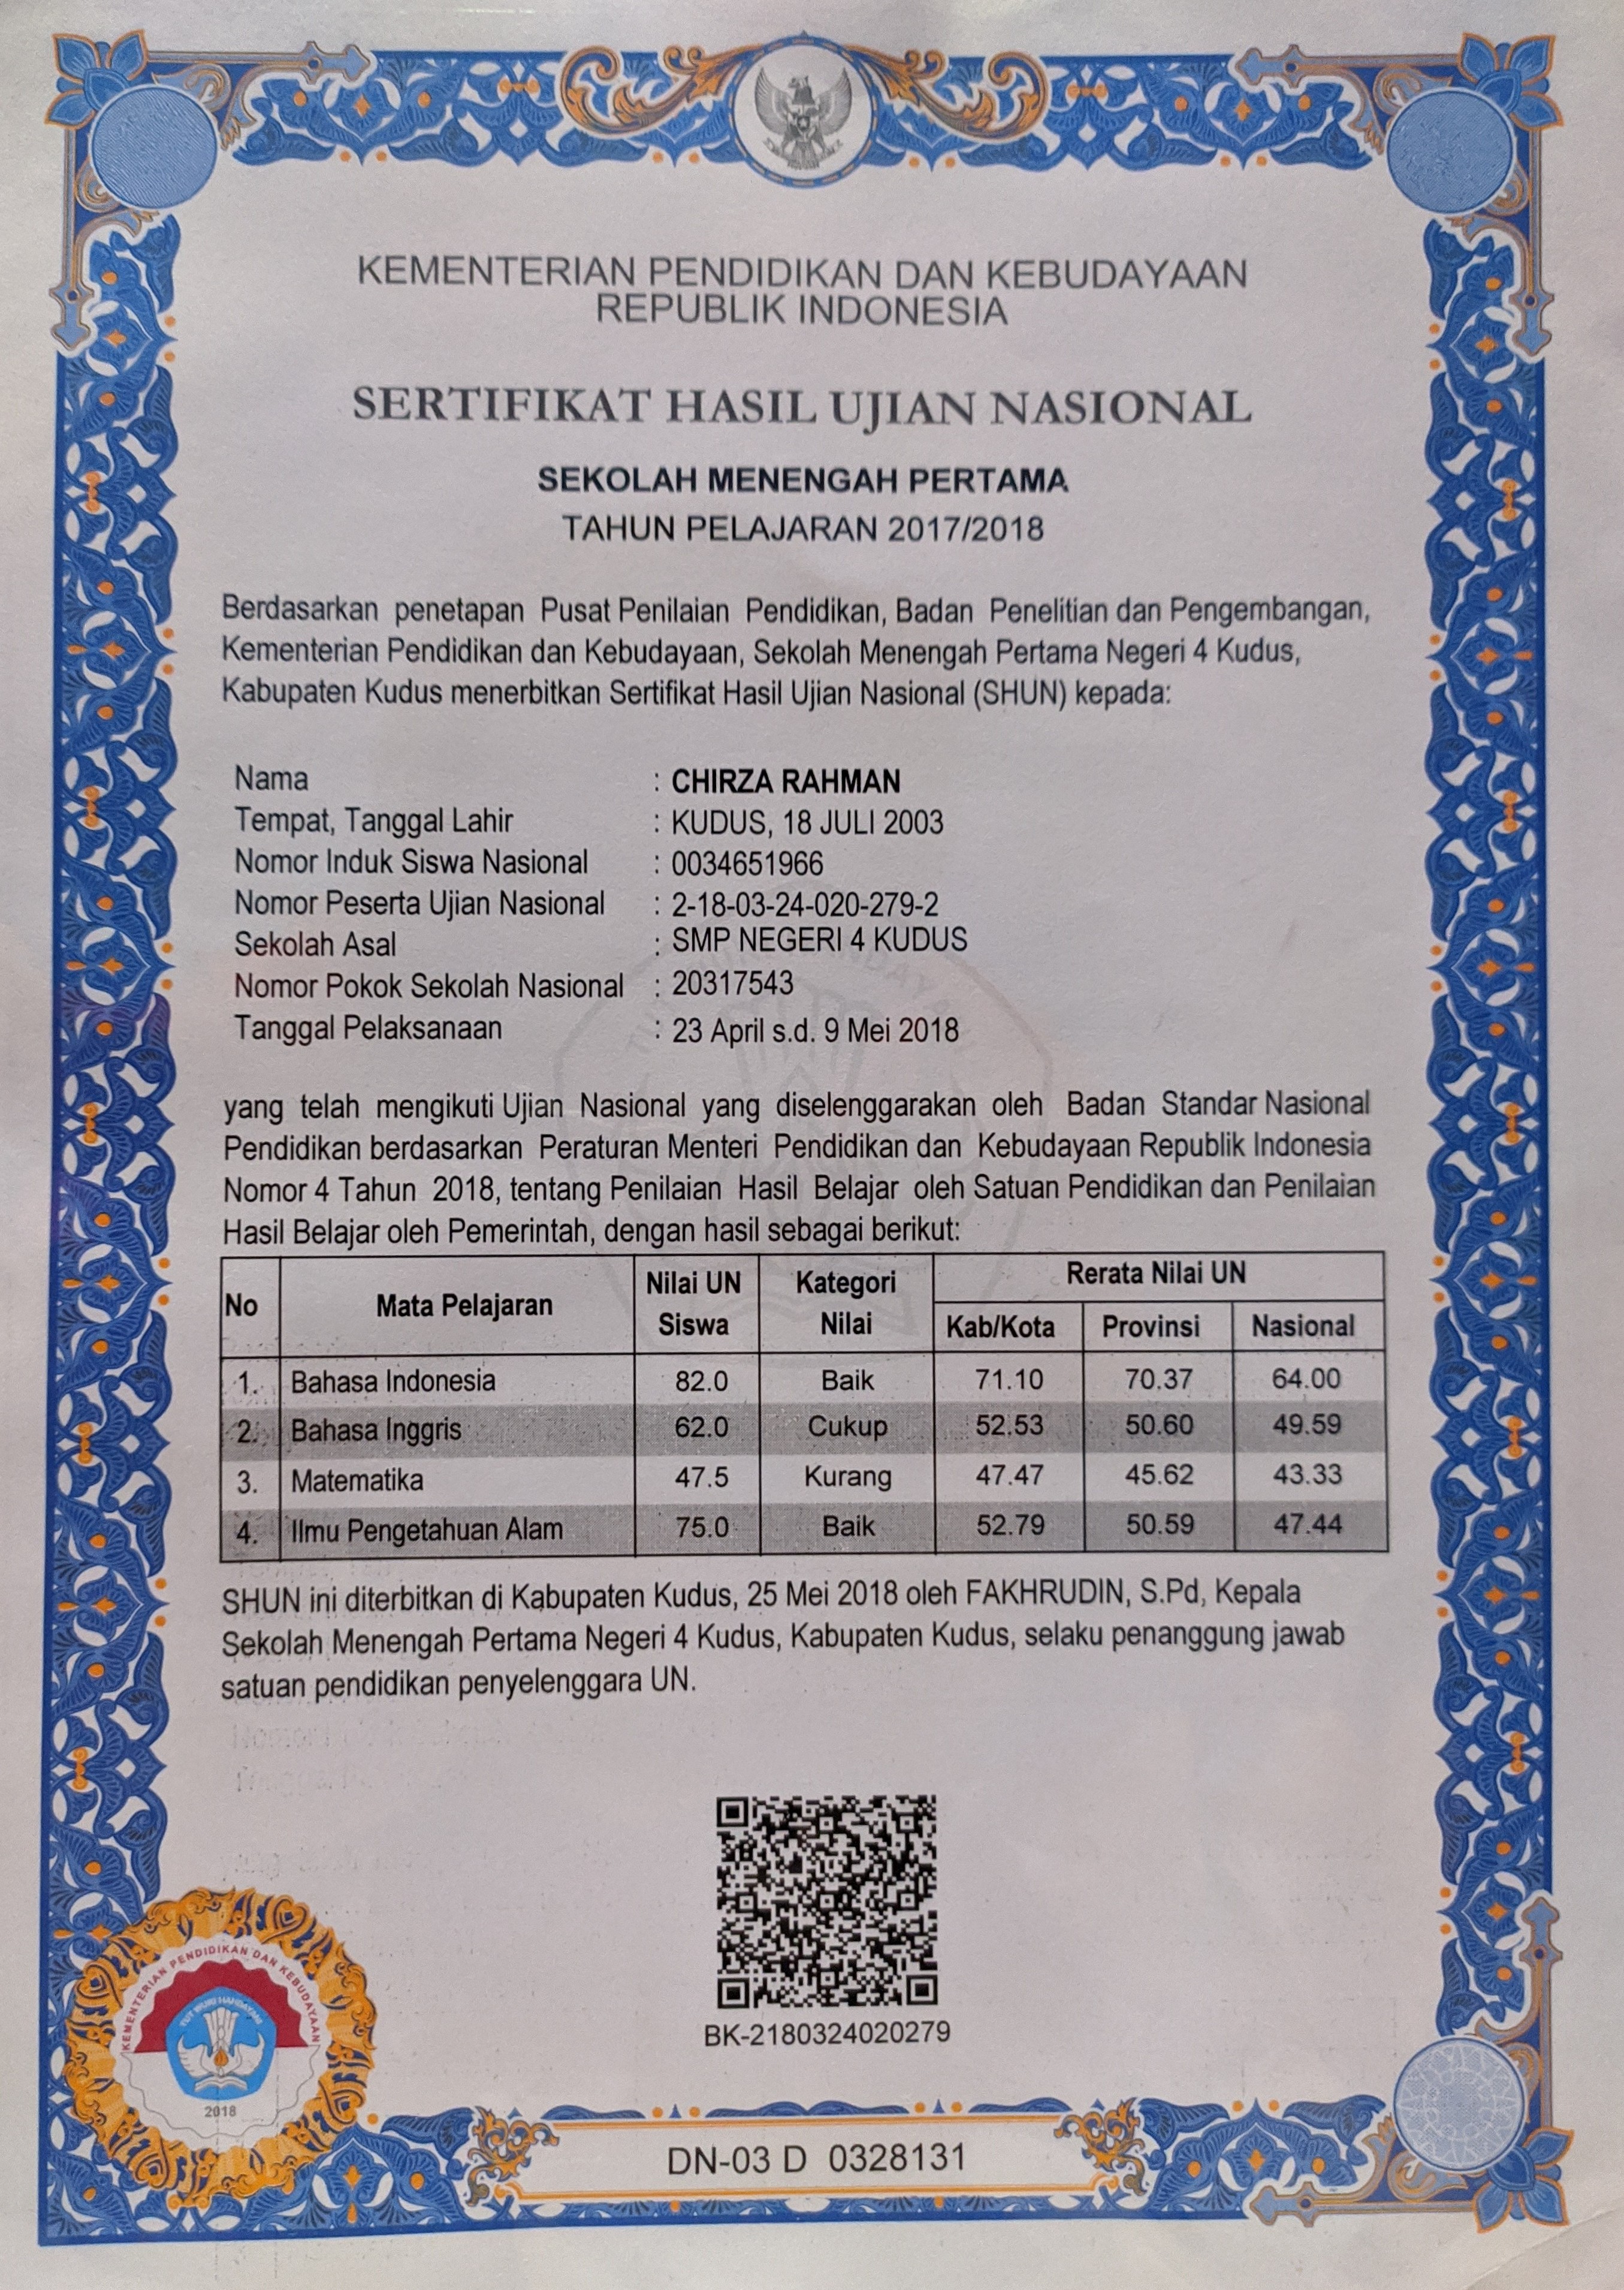 KEMENTERIAN PENDIDIKAN DAN KEBUDAYAAN
REPUBLIK INDONESIA
SERTIFIKAT HASIL UJIAN NASIONAL
SEKOLAH MENENGAH PERTAMA
TAHUN PELAJARAN 2017/2018
Berdasarkan penetapan Pusat Penilaian Pendidikan, Badan Penelitian dan Pengembangan,
Kementerian Pendidikan dan Kebudayaan, Sekolah Menengah Pertama Negeri 4 Kudus,
Kabupaten Kudus menerbitkan Sertifikat Hasil Ujian Nasional (SHUN) kepada:
Nama : CHIRZA RAHMAN
Tempat, Tanggal Lahir : KUDUS, 18 JULI 2003
Nomor Induk Siswa Nasional : 0034651966
Nomor Peserta Ujian Nasional : 2-18-03-24-020-279-2
Sekolah Asal : SMP NEGERI 4 KUDUS
Nomor Pokok Sekolah Nasional : 20317543
Tanggal Pelaksanaan : 23 April s.d. 9 Mei 2018
yang telah mengikuti Ujian Nasional yang diselenggarakan oleh Badan Standar Nasional
Pendidikan berdasarkan Peraturan Menteri Pendidikan dan Kebudayaan Republik Indonesia
Nomor 4 Tahun 2018, tentang Penilaian Hasil Belajar oleh Satuan Pendidikan dan Penilaian
Hasil Belajar oleh Pemerintah, dengan hasil sebagai berikut:
No Mata Pelajaran Nilai UN Siswa Kategori Nilai Rerata Nilai UN
Kab/Kota Provinsi Nasional
1. Bahasa Indonesia 82.0 Baik 71.10 70.37 64.00
2. Bahasa Inggris 62.0 Cukup 52.53 50.60 49.59
3. Matematika 47.5 Kurang 47.47 45.62 43.33
4. Ilmu Pengetahuan Alam 75.0 Baik 52.79 50.59 47.44
SHUN ini diterbitkan di Kabupaten Kudus, 25 Mei 2018 oleh FAKHRUDIN, S.Pd, Kepala
Sekolah Menengah Pertama Negeri 4 Kudus, Kabupaten Kudus, selaku penanggung jawab
satuan pendidikan penyelenggara UN.
BK-2180324020279
KEMENTERIAN PENDIDIKAN DAN KEBUDAYAAN
TUT WURI HANDAYANI
2018
DN-03 D 0328131